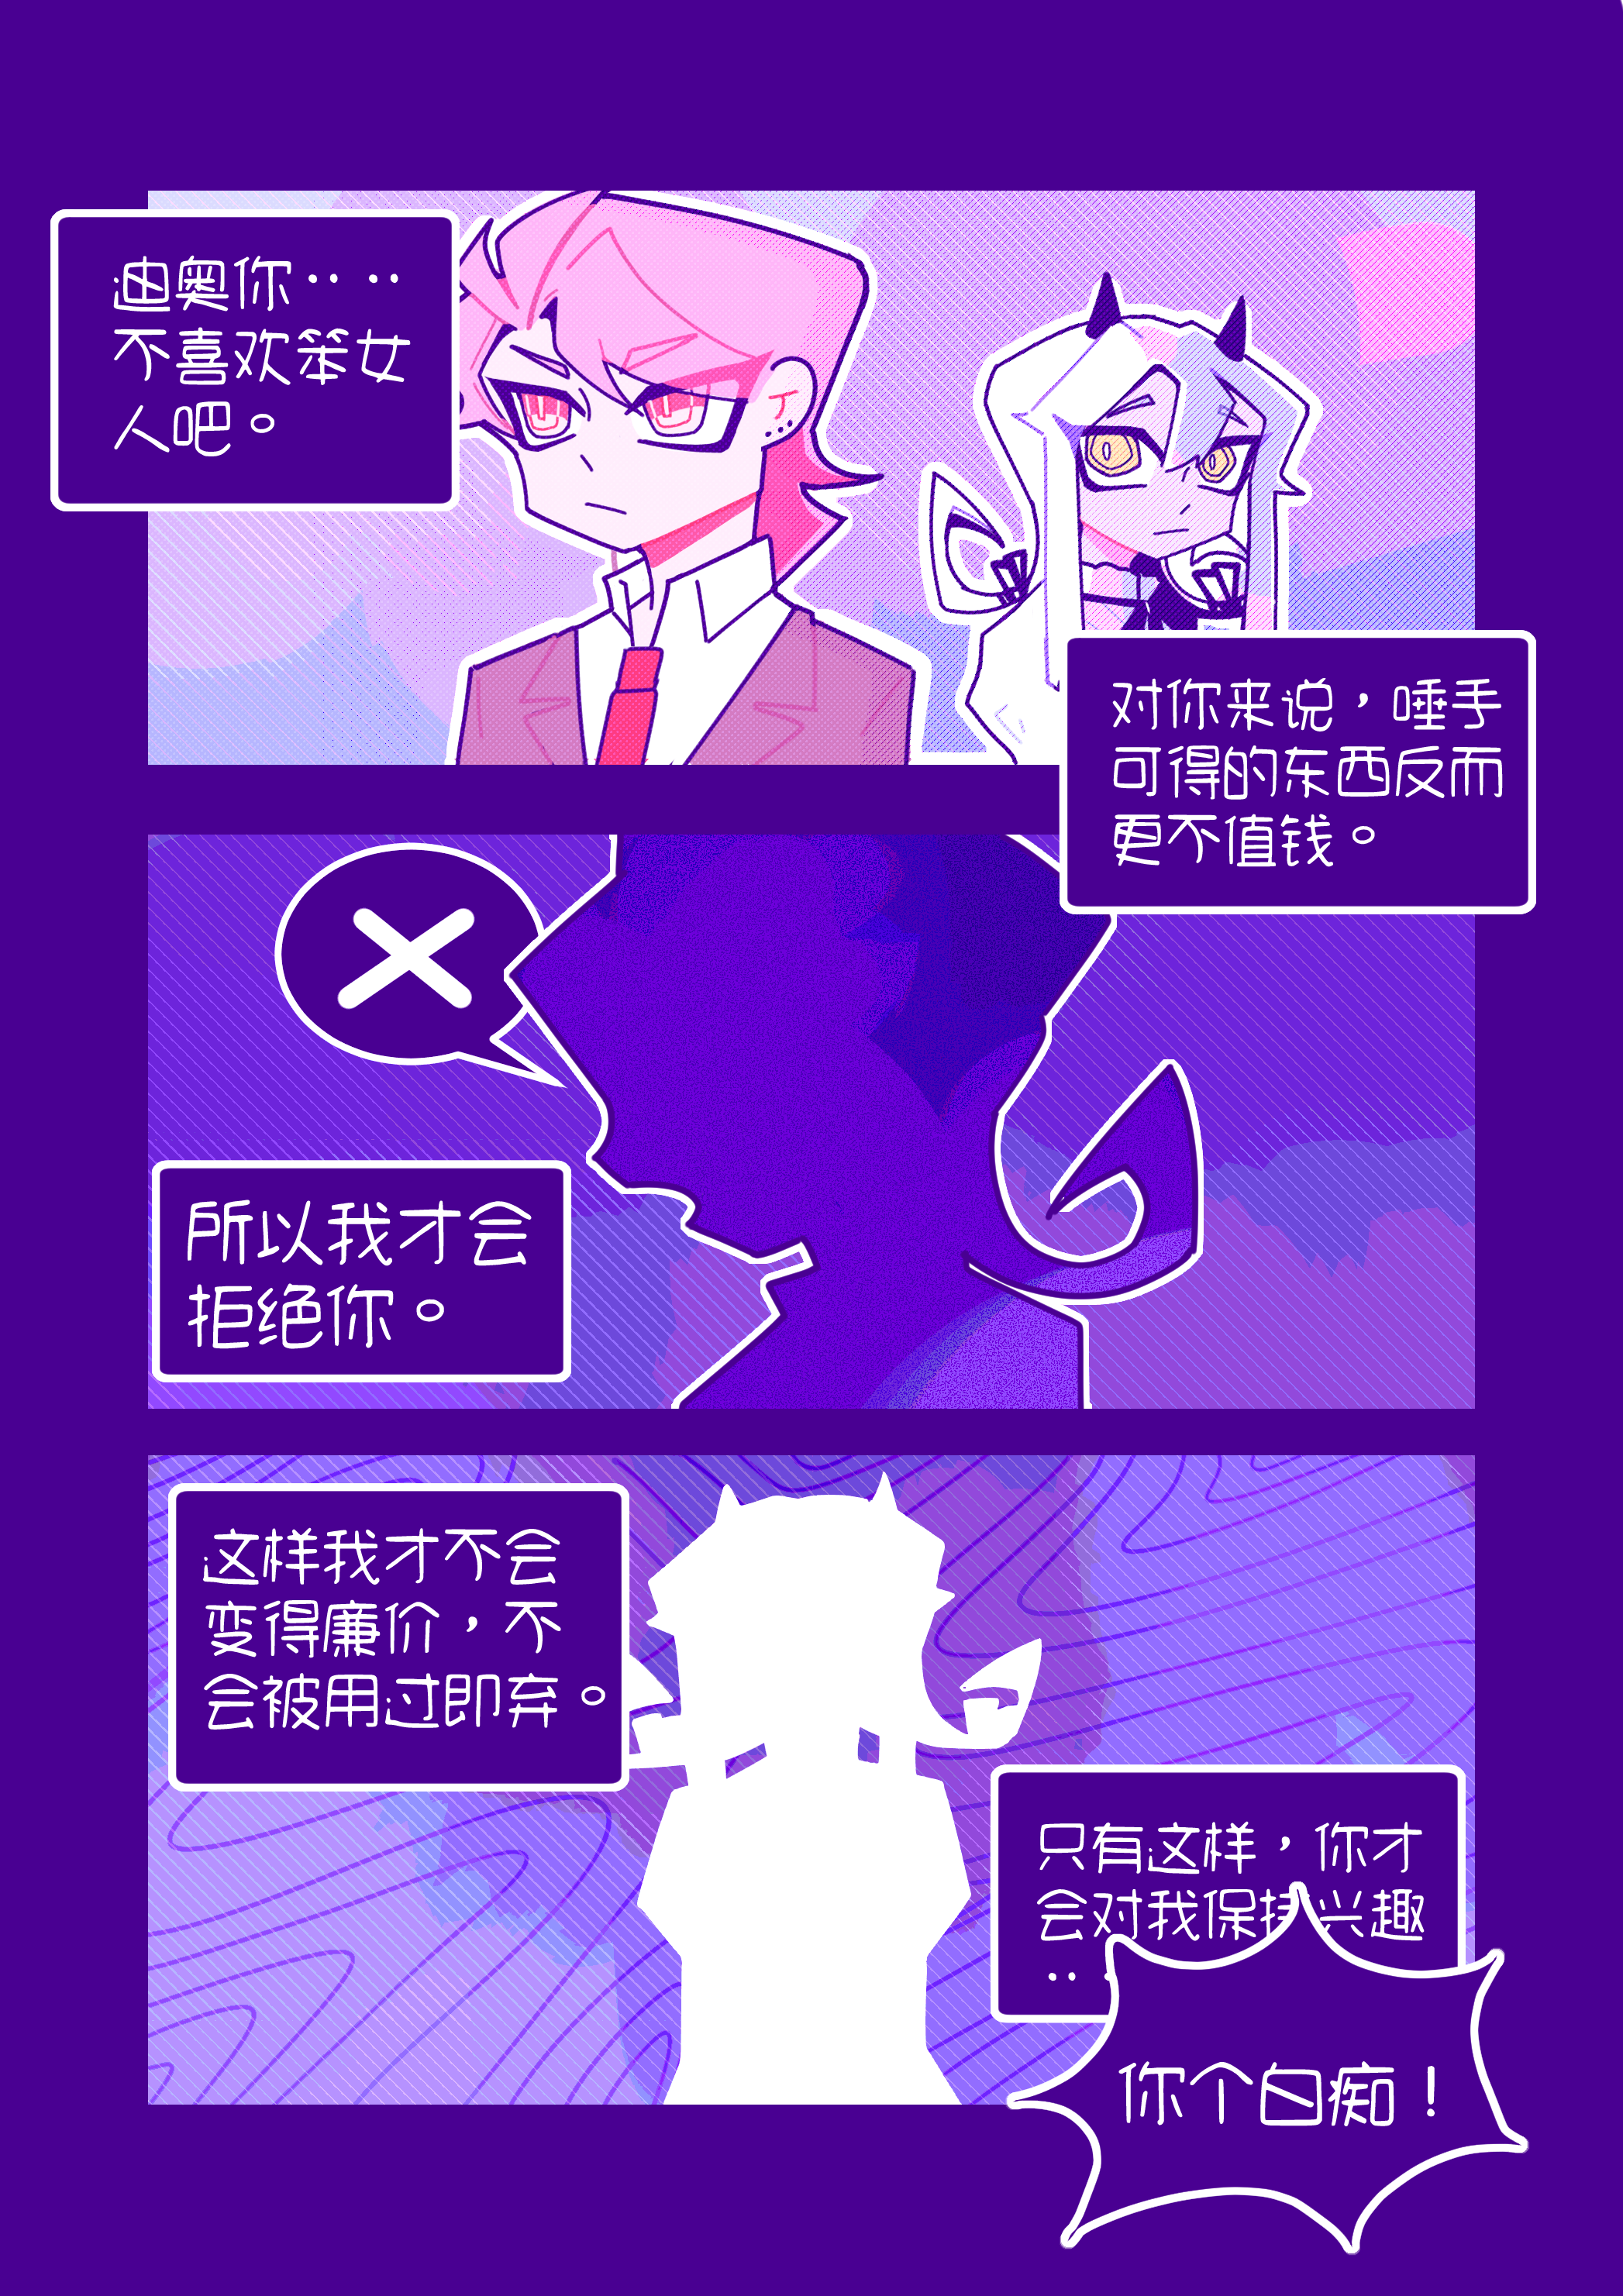 迪奥你‥‥
不喜欢笨女
人吧。
对你来说，唾手
可得的东西反而
更不值钱。
所以我才会
拒绝你。
这样我才不会
变得廉价，不
会被用过即弃。
只有这样，你才
会对我保持兴趣
‥
你个白痴！